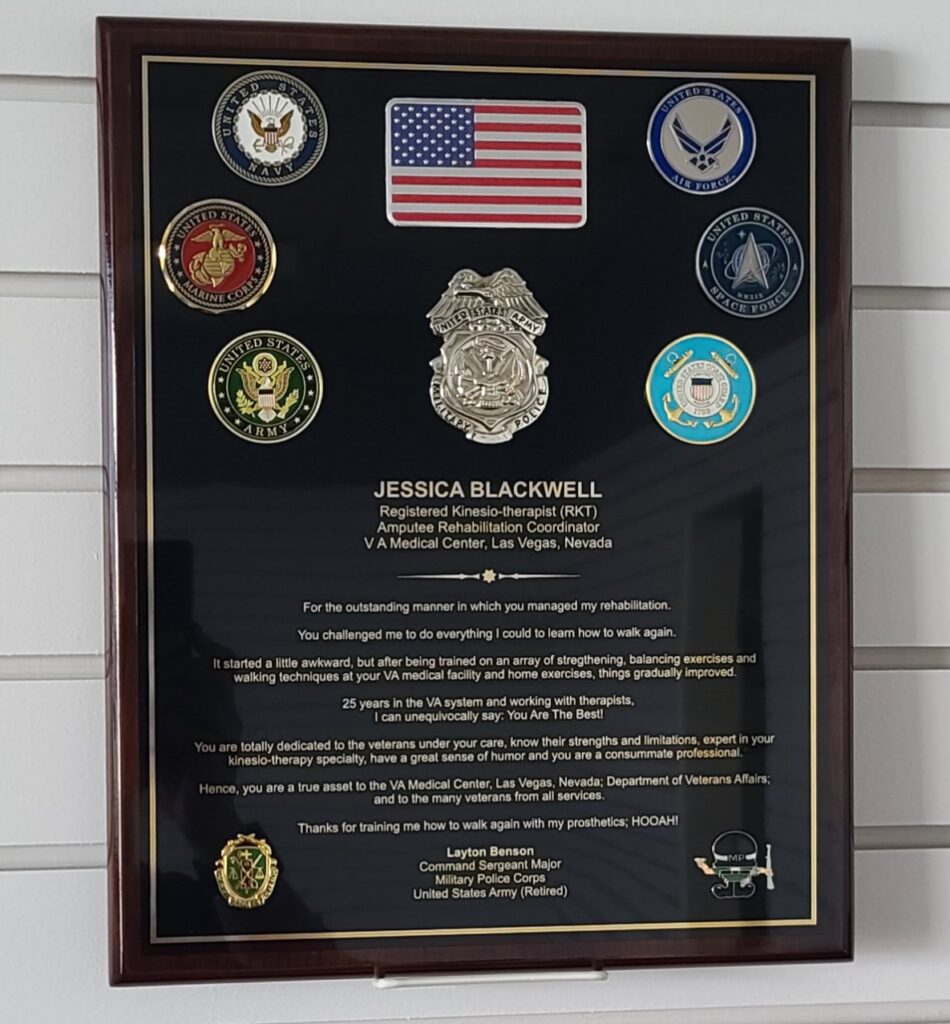 UNITED STATES NAVY
UNITED STATES AIR FORCE
UNITED STATES MARINE CORPS
UNITED STATES SPACE FORCE
MMXIX
UNITED STATES ARMY
MILITARY POLICE
UNITED STATES ARMY
UNITED STATES COAST GUARD
1790
JESSICA BLACKWELL
Registered Kinesio-therapist (RKT)
Amputee Rehabilitation Coordinator
V A Medical Center, Las Vegas, Nevada
For the outstanding manner in which you managed my rehabilitation.
You challenged me to do everything I could to learn how to walk again.
It started a little awkward, but after being trained on an array of stregthening, balancing exercises and
walking techniques at your VA medical facility and home exercises, things gradually improved.
25 years in the VA system and working with therapists,
I can unequivocally say: You Are The Best!
You are totally dedicated to the veterans under your care, know their strengths and limitations, expert in your
kinesio-therapy specialty, have a great sense of humor and you are a consummate professional.
Hence, you are a true asset to the VA Medical Center, Las Vegas, Nevada; Department of Veterans Affairs;
and to the many veterans from all services.
Thanks for training me how to walk again with my prosthetics; HOOAH!
Layton Benson
Command Sergeant Major
Military Police Corps
United States Army (Retired)
MP